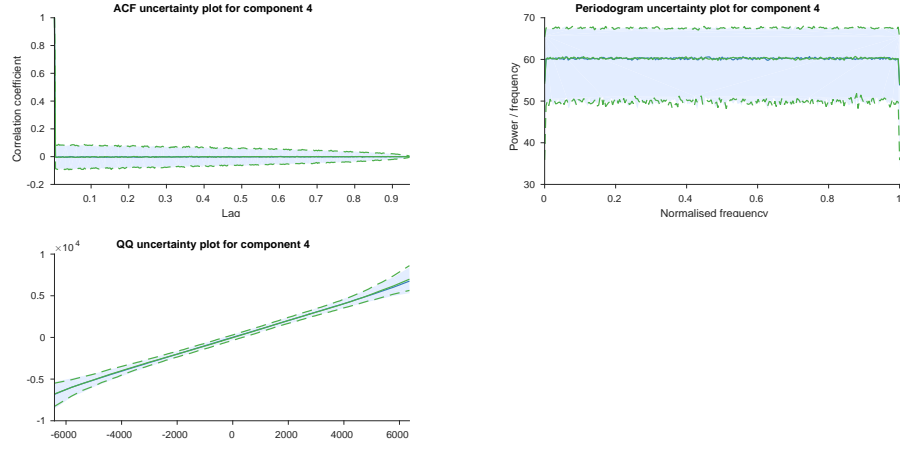 ACF uncertainty plot for component 4
1
0.8
0.6
0.4
0.2
0
-0.2
Correlation coefficient
0.1 0.2 0.3 0.4 0.5 0.6 0.7 0.8 0.9
Lag
Periodogram uncertainty plot for component 4
70
60
50
40
30
Power / frequency
0 0.2 0.4 0.6 0.8 1
Normalised frequency
QQ uncertainty plot for component 4
×10^4
1
0.5
0
-0.5
-1
-6000 -4000 -2000 0 2000 4000 6000